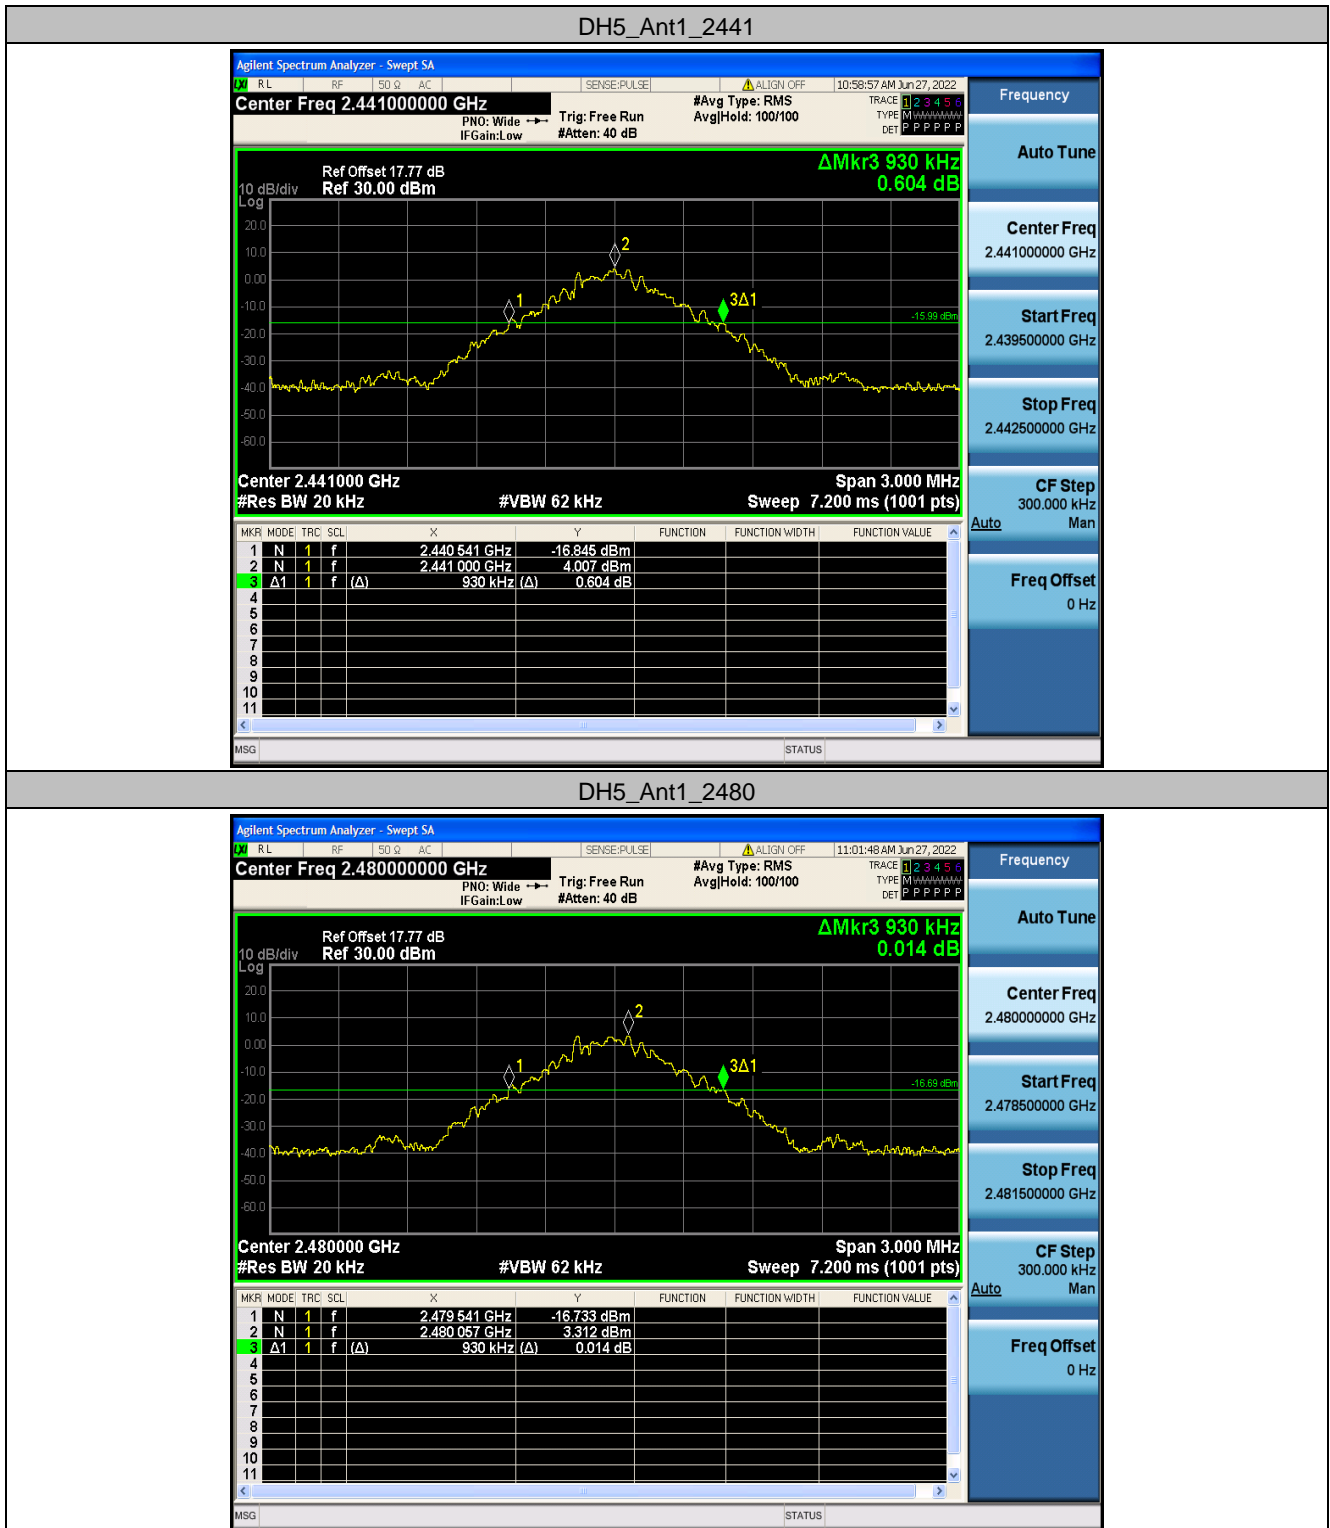 DH5_Ant1_2441
Agilent Spectrum Analyzer - Swept SA
LXI RL RF 50 Ω AC SENSE:PULSE ALIGN OFF 10:58:57 AM Jun 27, 2022
Center Freq 2.441000000 GHz #Avg Type: RMS TRACE 1 2 3 4 5 6
PNO: Wide Trig: Free Run Avg|Hold: 100/100 TYPE M W W W W W
IFGain:Low #Atten: 40 dB DET P P P P P P
Frequency
Auto Tune
Center Freq
2.441000000 GHz
Start Freq
2.439500000 GHz
Stop Freq
2.442500000 GHz
CF Step
300.000 kHz
Auto Man
Freq Offset
0 Hz
ΔMkr3 930 kHz
0.604 dB
Ref Offset 17.77 dB
10 dB/div Ref 30.00 dBm
Log
20.0
10.0
0.00
-10.0
-20.0
-30.0
-40.0
-50.0
-60.0
1
2
3Δ1
-15.99 dBm
Center 2.441000 GHz Span 3.000 MHz
#Res BW 20 kHz #VBW 62 kHz Sweep 7.200 ms (1001 pts)
MKR MODE TRC SCL X Y FUNCTION FUNCTION WIDTH FUNCTION VALUE
1 N 1 f 2.440 541 GHz -16.845 dBm
2 N 1 f 2.441 000 GHz 4.007 dBm
3 Δ1 1 f (Δ) 930 kHz (Δ) 0.604 dB
4
5
6
7
8
9
10
11
MSG STATUS
DH5_Ant1_2480
Agilent Spectrum Analyzer - Swept SA
LXI RL RF 50 Ω AC SENSE:PULSE ALIGN OFF 11:01:48 AM Jun 27, 2022
Center Freq 2.480000000 GHz #Avg Type: RMS TRACE 1 2 3 4 5 6
PNO: Wide Trig: Free Run Avg|Hold: 100/100 TYPE M W W W W W
IFGain:Low #Atten: 40 dB DET P P P P P P
Frequency
Auto Tune
Center Freq
2.480000000 GHz
Start Freq
2.478500000 GHz
Stop Freq
2.481500000 GHz
CF Step
300.000 kHz
Auto Man
Freq Offset
0 Hz
ΔMkr3 930 kHz
0.014 dB
Ref Offset 17.77 dB
10 dB/div Ref 30.00 dBm
Log
20.0
10.0
0.00
-10.0
-20.0
-30.0
-40.0
-50.0
-60.0
1
2
3Δ1
-16.69 dBm
Center 2.480000 GHz Span 3.000 MHz
#Res BW 20 kHz #VBW 62 kHz Sweep 7.200 ms (1001 pts)
MKR MODE TRC SCL X Y FUNCTION FUNCTION WIDTH FUNCTION VALUE
1 N 1 f 2.479 541 GHz -16.733 dBm
2 N 1 f 2.480 057 GHz 3.312 dBm
3 Δ1 1 f (Δ) 930 kHz (Δ) 0.014 dB
4
5
6
7
8
9
10
11
MSG STATUS